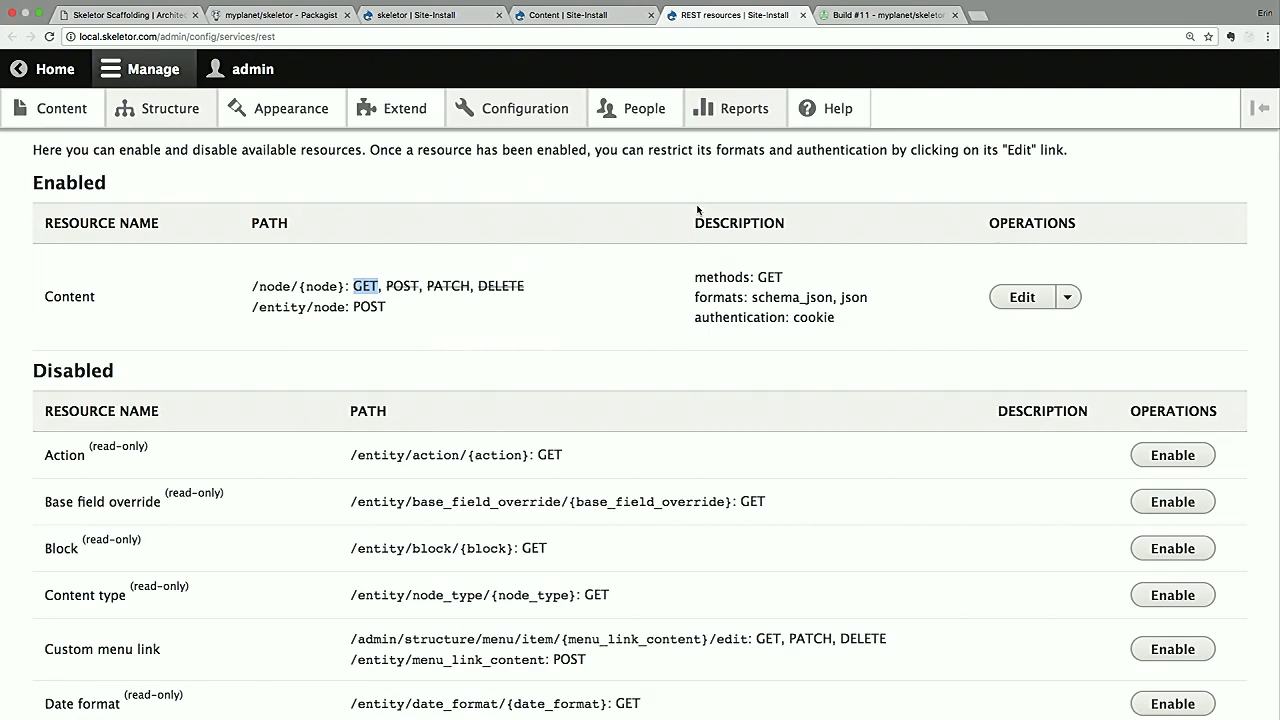 Skeletor Scaffolding | Archite
myplanet/skeletor - Packagist
skeletor | Site-Install
Content | Site-Install
REST resources | Site-Install
Build #11 - myplanet/skeletor
Erin
local.skeletor.com/admin/config/services/rest
Home
Manage
admin
Content
Structure
Appearance
Extend
Configuration
People
Reports
Help
Here you can enable and disable available resources. Once a resource has been enabled, you can restrict its formats and authentication by clicking on its "Edit" link.
Enabled
RESOURCE NAME PATH DESCRIPTION OPERATIONS
Content
/node/{node}: GET, POST, PATCH, DELETE
/entity/node: POST
methods: GET
formats: schema_json, json
authentication: cookie
Edit
Disabled
RESOURCE NAME PATH DESCRIPTION OPERATIONS
Action (read-only) /entity/action/{action}: GET Enable
Base field override (read-only) /entity/base_field_override/{base_field_override}: GET Enable
Block (read-only) /entity/block/{block}: GET Enable
Content type (read-only) /entity/node_type/{node_type}: GET Enable
Custom menu link
/admin/structure/menu/item/{menu_link_content}/edit: GET, PATCH, DELETE
/entity/menu_link_content: POST
Enable
Date format (read-only) /entity/date_format/{date_format}: GET Enable